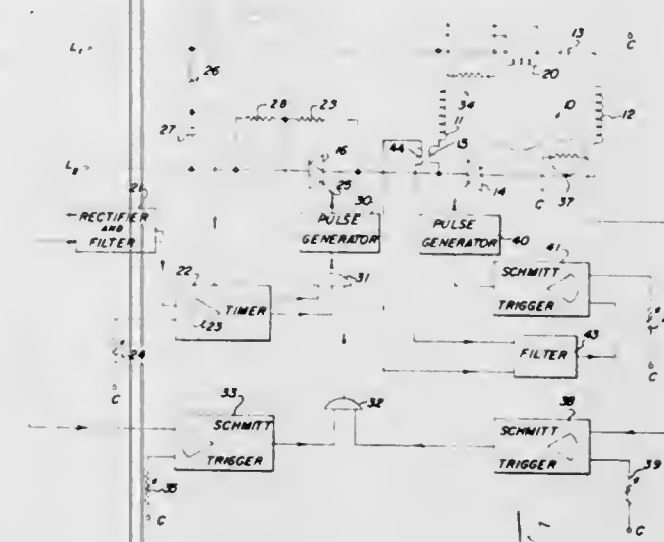 L₁
26
27
L₂
28
29
16
25
44
34
11
15
14
20
13
C
10
12
C
37
21
RECTIFIER
AND
FILTER
30
PULSE
GENERATOR
PULSE
GENERATOR
40
41
SCHMITT
TRIGGER
22
23
TIMER
31
24
C
FILTER
43
C
33
SCHMITT
TRIGGER
32
38
SCHMITT
TRIGGER
35
C
39
C